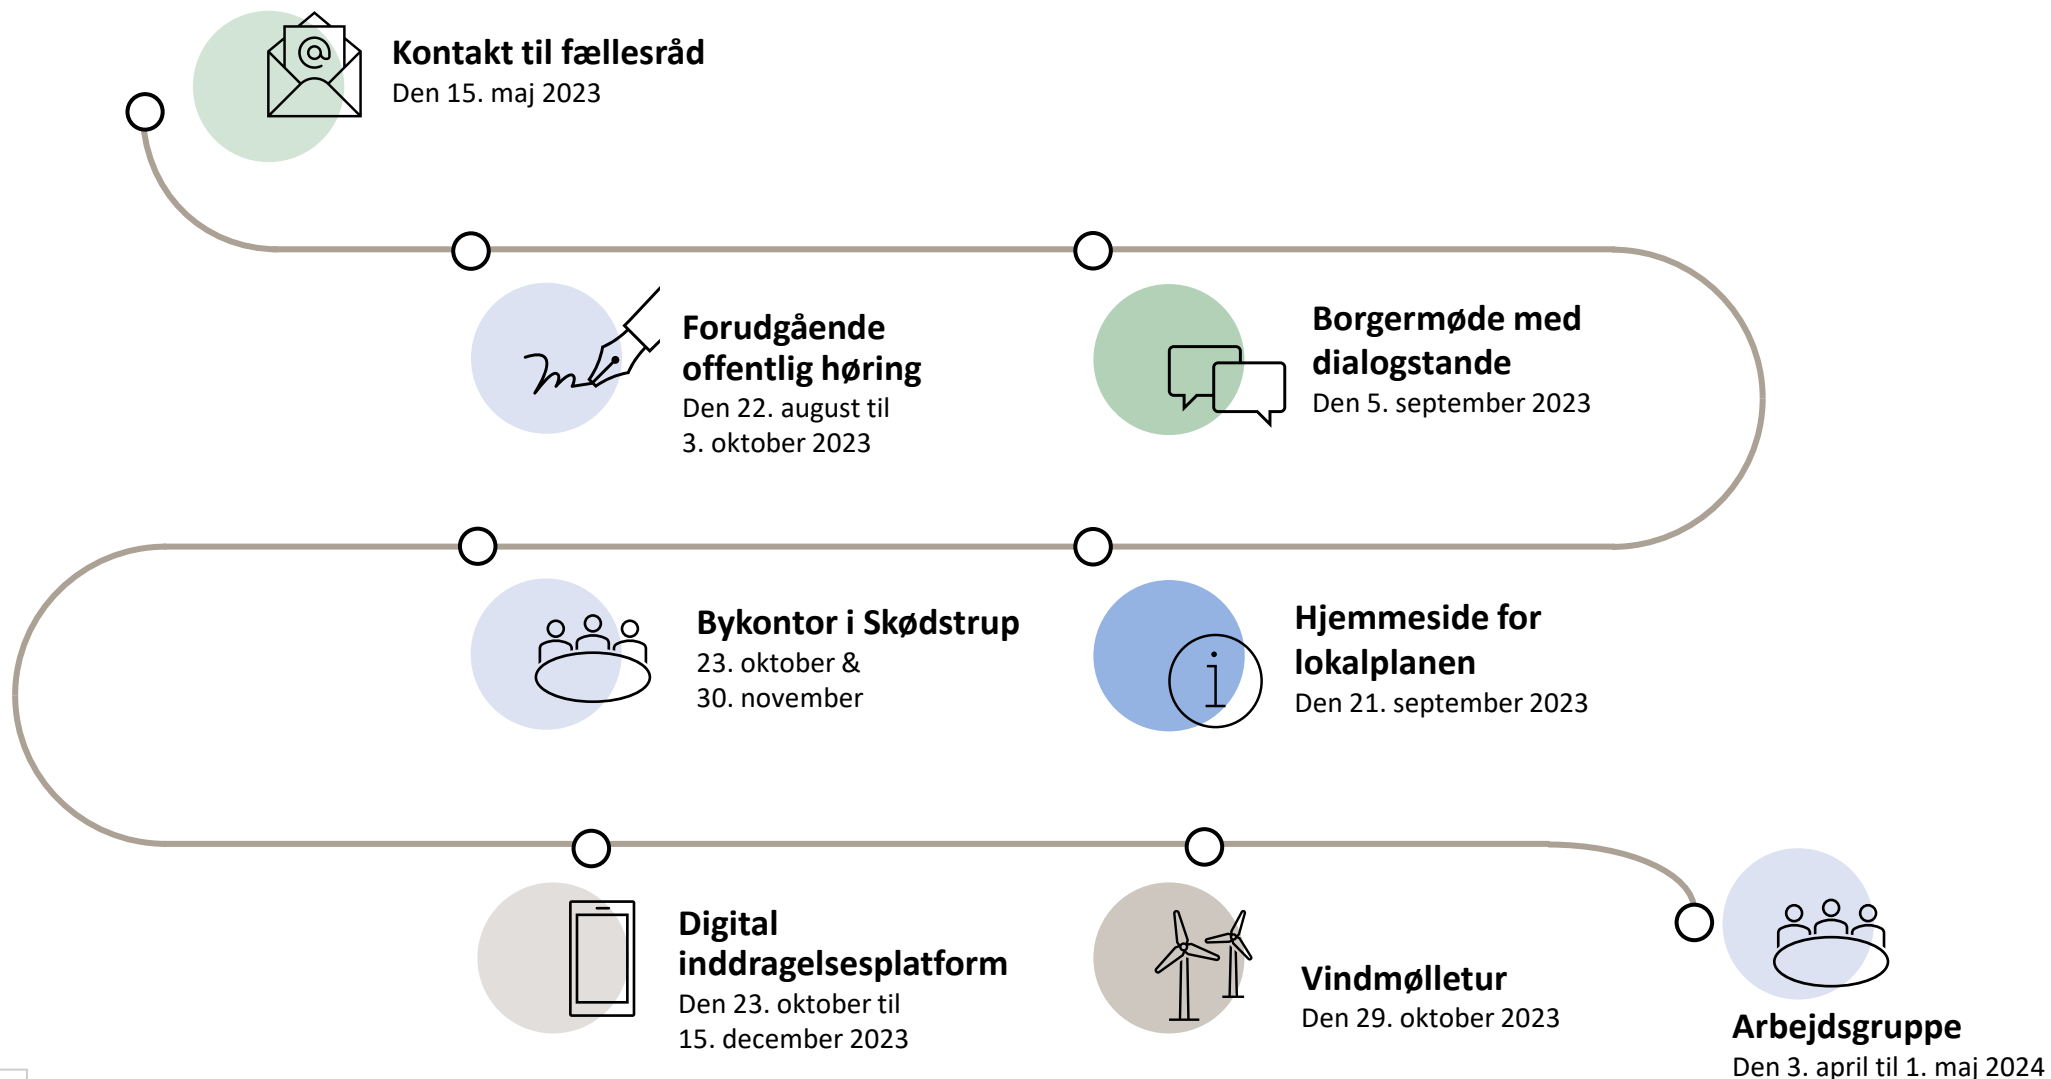 Kontakt til fællesråd
Den 15. maj 2023
Forudgående
offentlig høring
Den 22. august til
3. oktober 2023
Borgermøde med
dialogstande
Den 5. september 2023
Hjemmeside for
lokalplanen
Den 21. september 2023
Bykontor i Skødstrup
23. oktober &
30. november
Digital
inddragelsesplatform
Den 23. oktober til
15. december 2023
Vindmølletur
Den 29. oktober 2023
Arbejdsgruppe
Den 3. april til 1. maj 2024